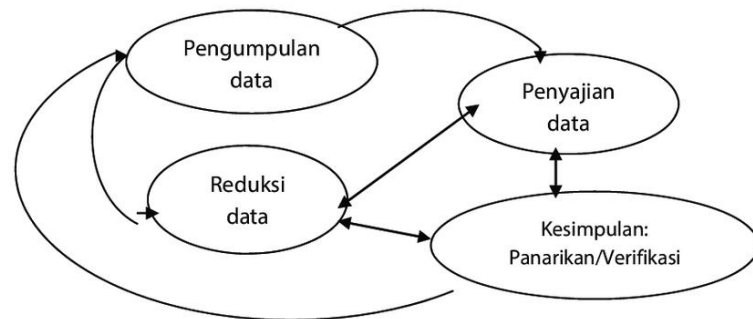 Pengumpulan
data
Penyajian
data
Reduksi
data
Kesimpulan:
Panarikan/Verifikasi